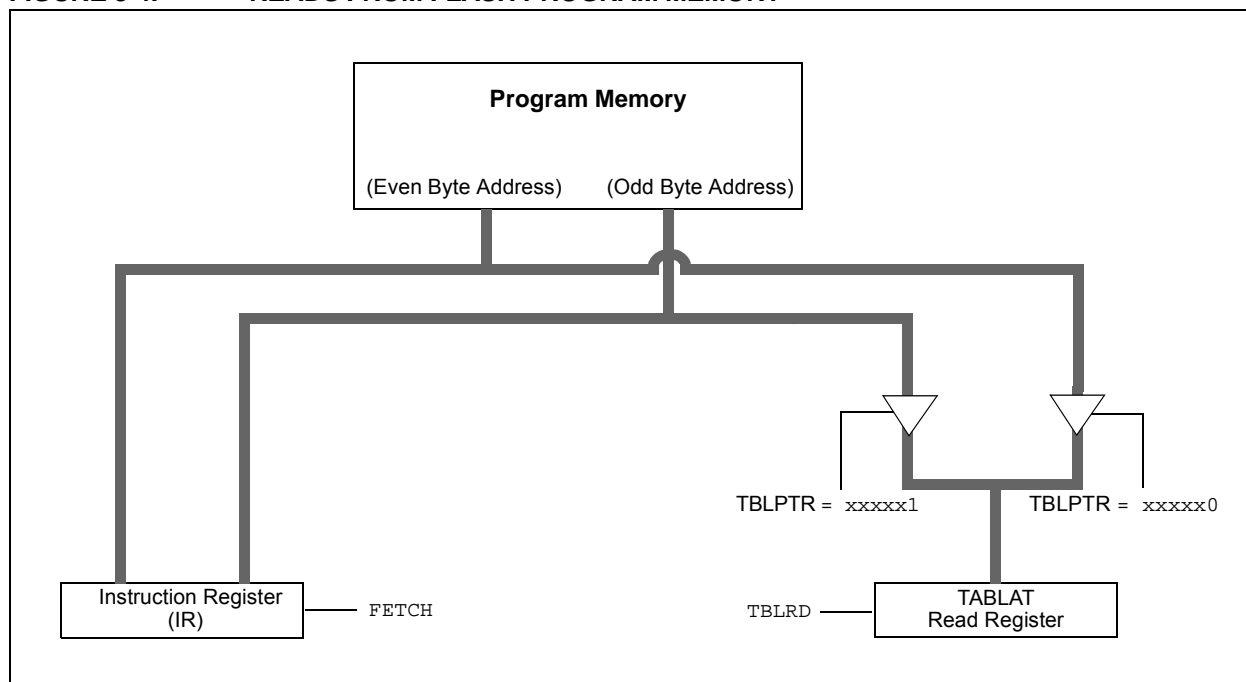 Program Memory
(Even Byte Address) (Odd Byte Address)
TBLPTR = xxxxx1 TBLPTR = xxxxx0
Instruction Register
(IR)
FETCH
TBLRD
TABLAT
Read Register